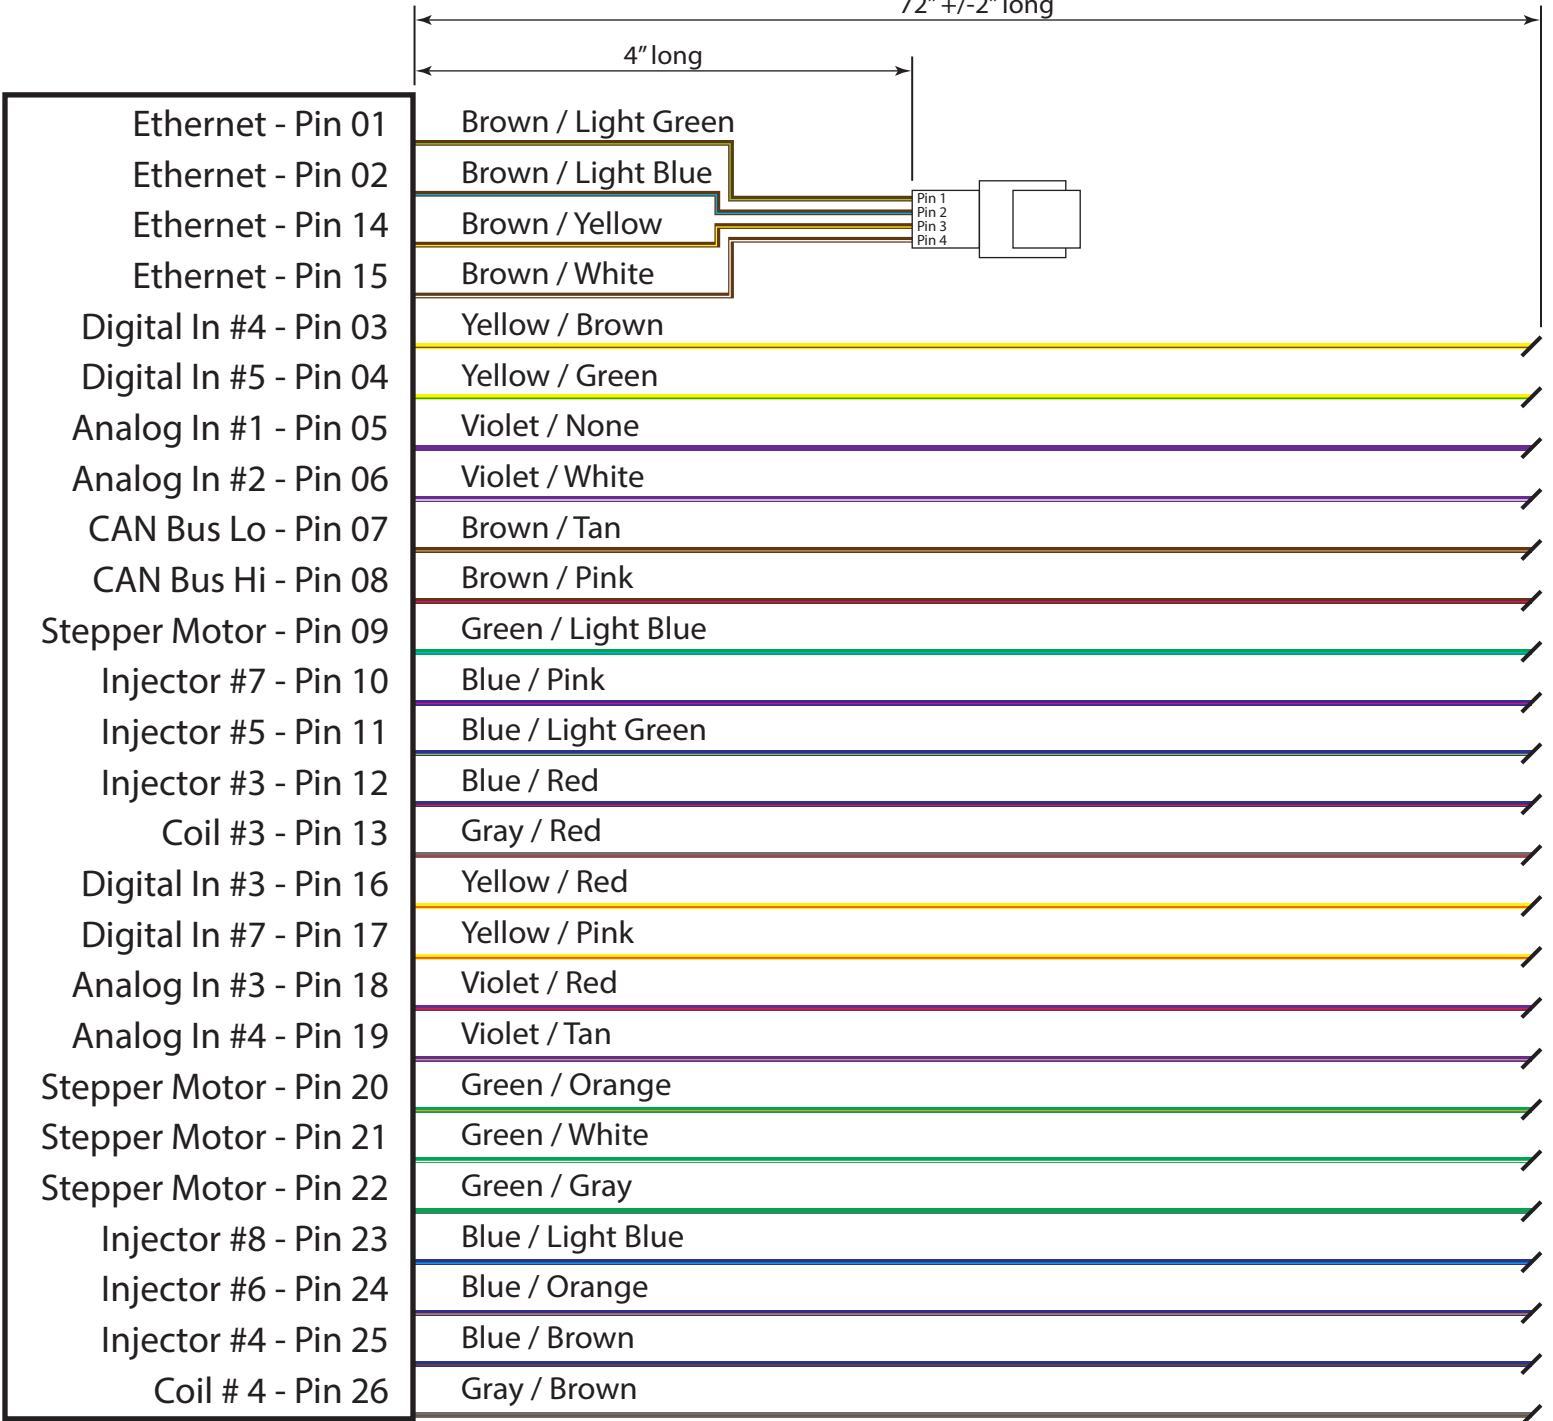 72” +/-2” long
4” long
Ethernet - Pin 01 Brown / Light Green
Ethernet - Pin 02 Brown / Light Blue
Pin 1
Pin 2
Pin 3
Pin 4
Ethernet - Pin 14 Brown / Yellow
Ethernet - Pin 15 Brown / White
Digital In #4 - Pin 03 Yellow / Brown
Digital In #5 - Pin 04 Yellow / Green
Analog In #1 - Pin 05 Violet / None
Analog In #2 - Pin 06 Violet / White
CAN Bus Lo - Pin 07 Brown / Tan
CAN Bus Hi - Pin 08 Brown / Pink
Stepper Motor - Pin 09 Green / Light Blue
Injector #7 - Pin 10 Blue / Pink
Injector #5 - Pin 11 Blue / Light Green
Injector #3 - Pin 12 Blue / Red
Coil #3 - Pin 13 Gray / Red
Digital In #3 - Pin 16 Yellow / Red
Digital In #7 - Pin 17 Yellow / Pink
Analog In #3 - Pin 18 Violet / Red
Analog In #4 - Pin 19 Violet / Tan
Stepper Motor - Pin 20 Green / Orange
Stepper Motor - Pin 21 Green / White
Stepper Motor - Pin 22 Green / Gray
Injector #8 - Pin 23 Blue / Light Blue
Injector #6 - Pin 24 Blue / Orange
Injector #4 - Pin 25 Blue / Brown
Coil # 4 - Pin 26 Gray / Brown